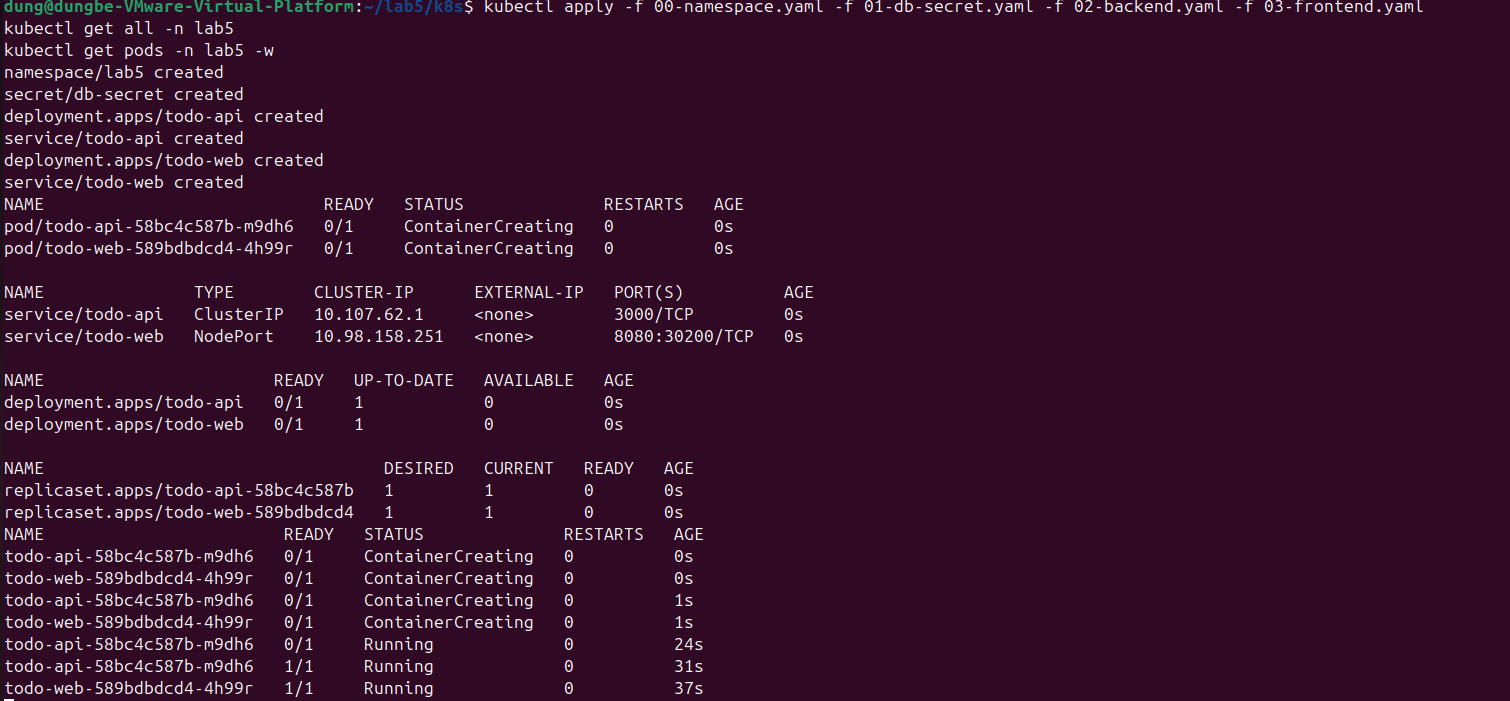 dung@dungbe-VMware-Virtual-Platform:~/lab5/k8s$ kubectl apply -f 00-namespace.yaml -f 01-db-secret.yaml -f 02-backend.yaml -f 03-frontend.yaml
kubectl get all -n lab5
kubectl get pods -n lab5 -w
namespace/lab5 created
secret/db-secret created
deployment.apps/todo-api created
service/todo-api created
deployment.apps/todo-web created
service/todo-web created
NAME                            READY   STATUS              RESTARTS   AGE
pod/todo-api-58bc4c587b-m9dh6   0/1     ContainerCreating   0          0s
pod/todo-web-589bdbdcd4-4h99r   0/1     ContainerCreating   0          0s
NAME               TYPE        CLUSTER-IP      EXTERNAL-IP   PORT(S)          AGE
service/todo-api   ClusterIP   10.107.62.1     <none>        3000/TCP         0s
service/todo-web   NodePort    10.98.158.251   <none>        8080:30200/TCP   0s
NAME                       READY   UP-TO-DATE   AVAILABLE   AGE
deployment.apps/todo-api   0/1     1            0           0s
deployment.apps/todo-web   0/1     1            0           0s
NAME                                  DESIRED   CURRENT   READY   AGE
replicaset.apps/todo-api-58bc4c587b   1         1         0       0s
replicaset.apps/todo-web-589bdbdcd4   1         1         0       0s
NAME                        READY   STATUS              RESTARTS   AGE
todo-api-58bc4c587b-m9dh6   0/1     ContainerCreating   0          0s
todo-web-589bdbdcd4-4h99r   0/1     ContainerCreating   0          0s
todo-api-58bc4c587b-m9dh6   0/1     ContainerCreating   0          1s
todo-web-589bdbdcd4-4h99r   0/1     ContainerCreating   0          1s
todo-api-58bc4c587b-m9dh6   0/1     Running             0          24s
todo-api-58bc4c587b-m9dh6   1/1     Running             0          31s
todo-web-589bdbdcd4-4h99r   1/1     Running             0          37s